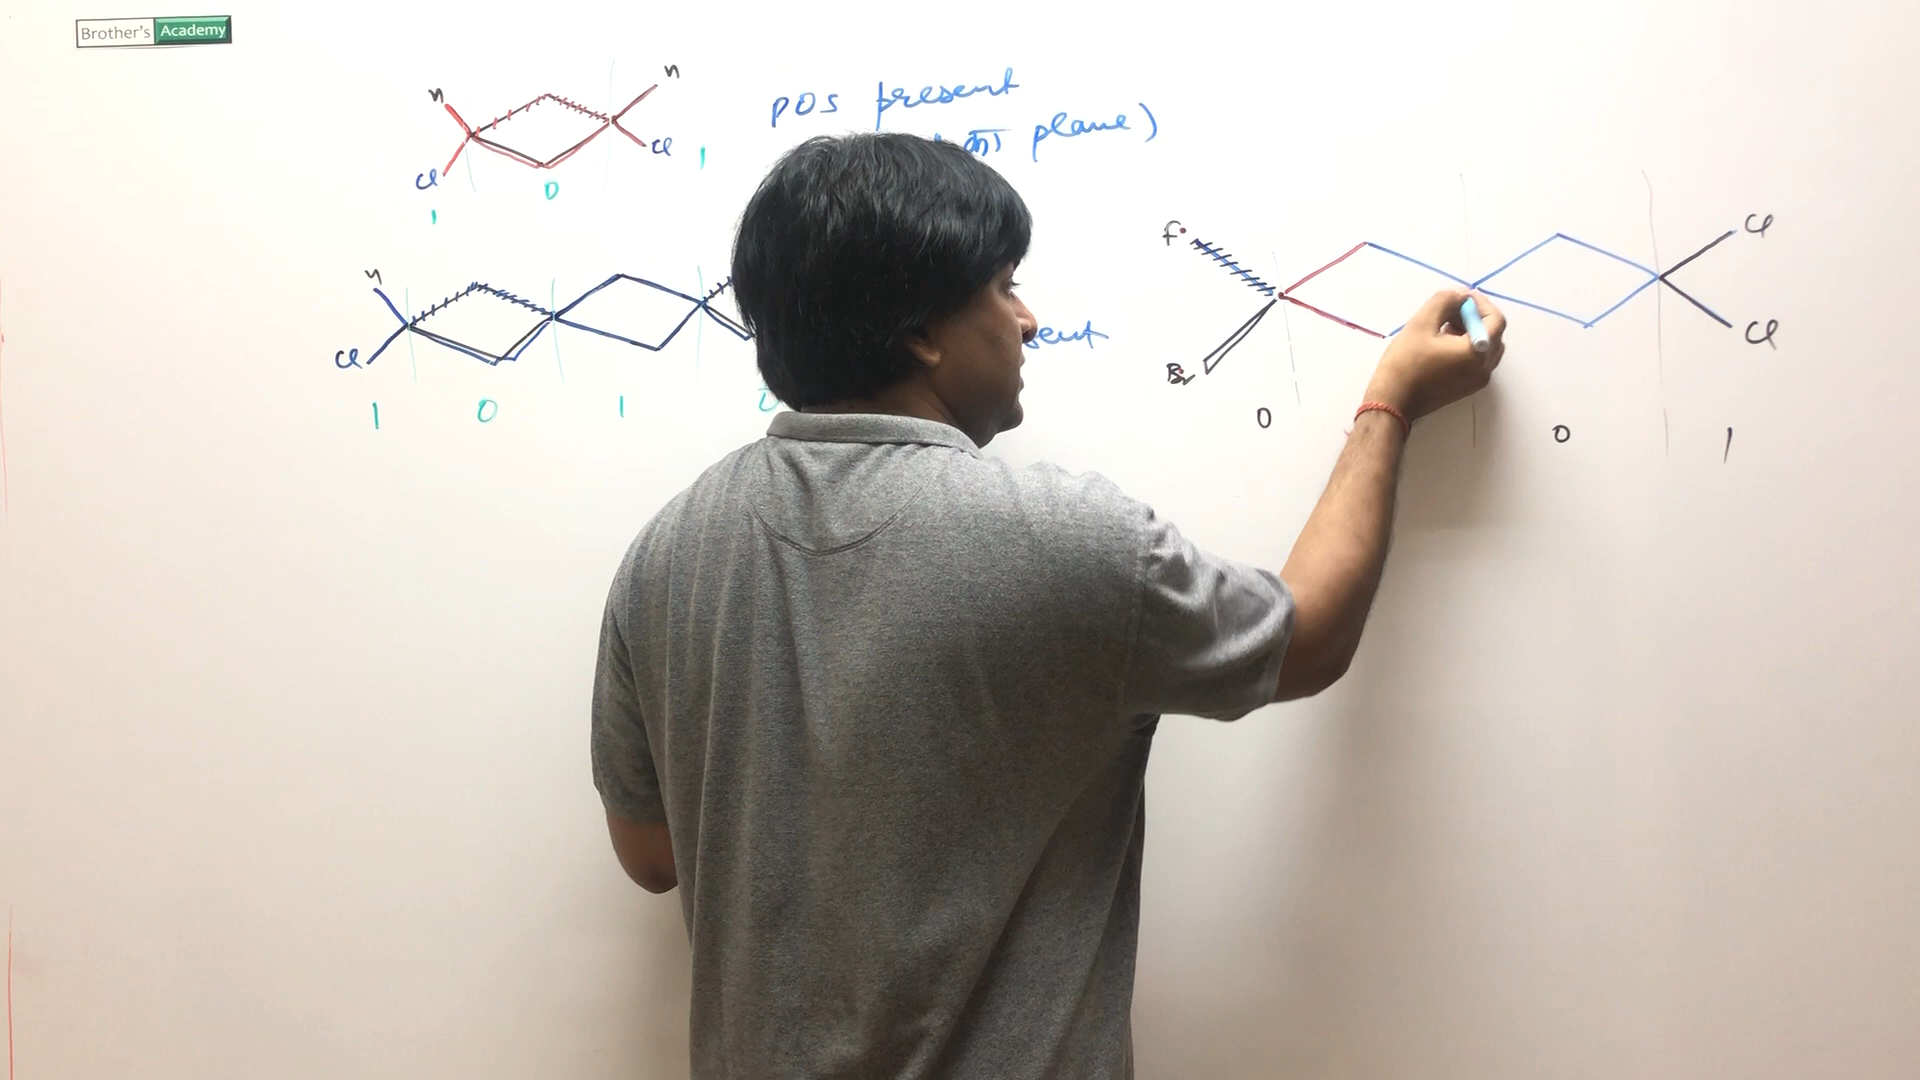 Brother's Academy
H H
Cl Cl
1 0 1
POS present
plane)
H
Cl
1 0 1 0
F
Br
Cl
Cl
0 0 1